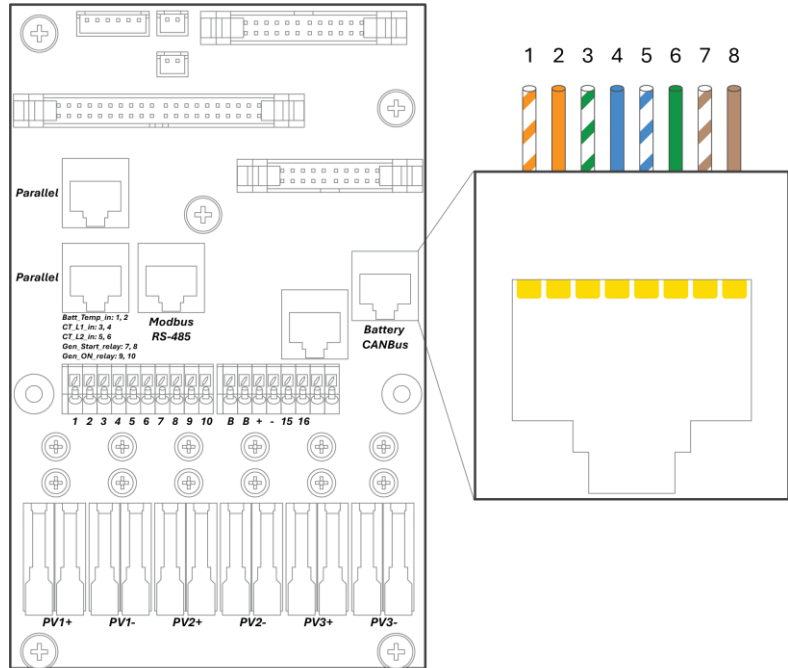 1 2 3 4 5 6 7 8
Parallel
Parallel
Batt_Temp_in: 1, 2
CT_L1_in: 3, 4
CT_L2_in: 5, 6
Gen_Start_relay: 7, 8
Gen_ON_relay: 9, 10
Modbus
RS-485
Battery
CANBus
1 2 3 4 5 6 7 8 9 10 B B + - 15 16
PV1+ PV1- PV2+ PV2- PV3+ PV3-